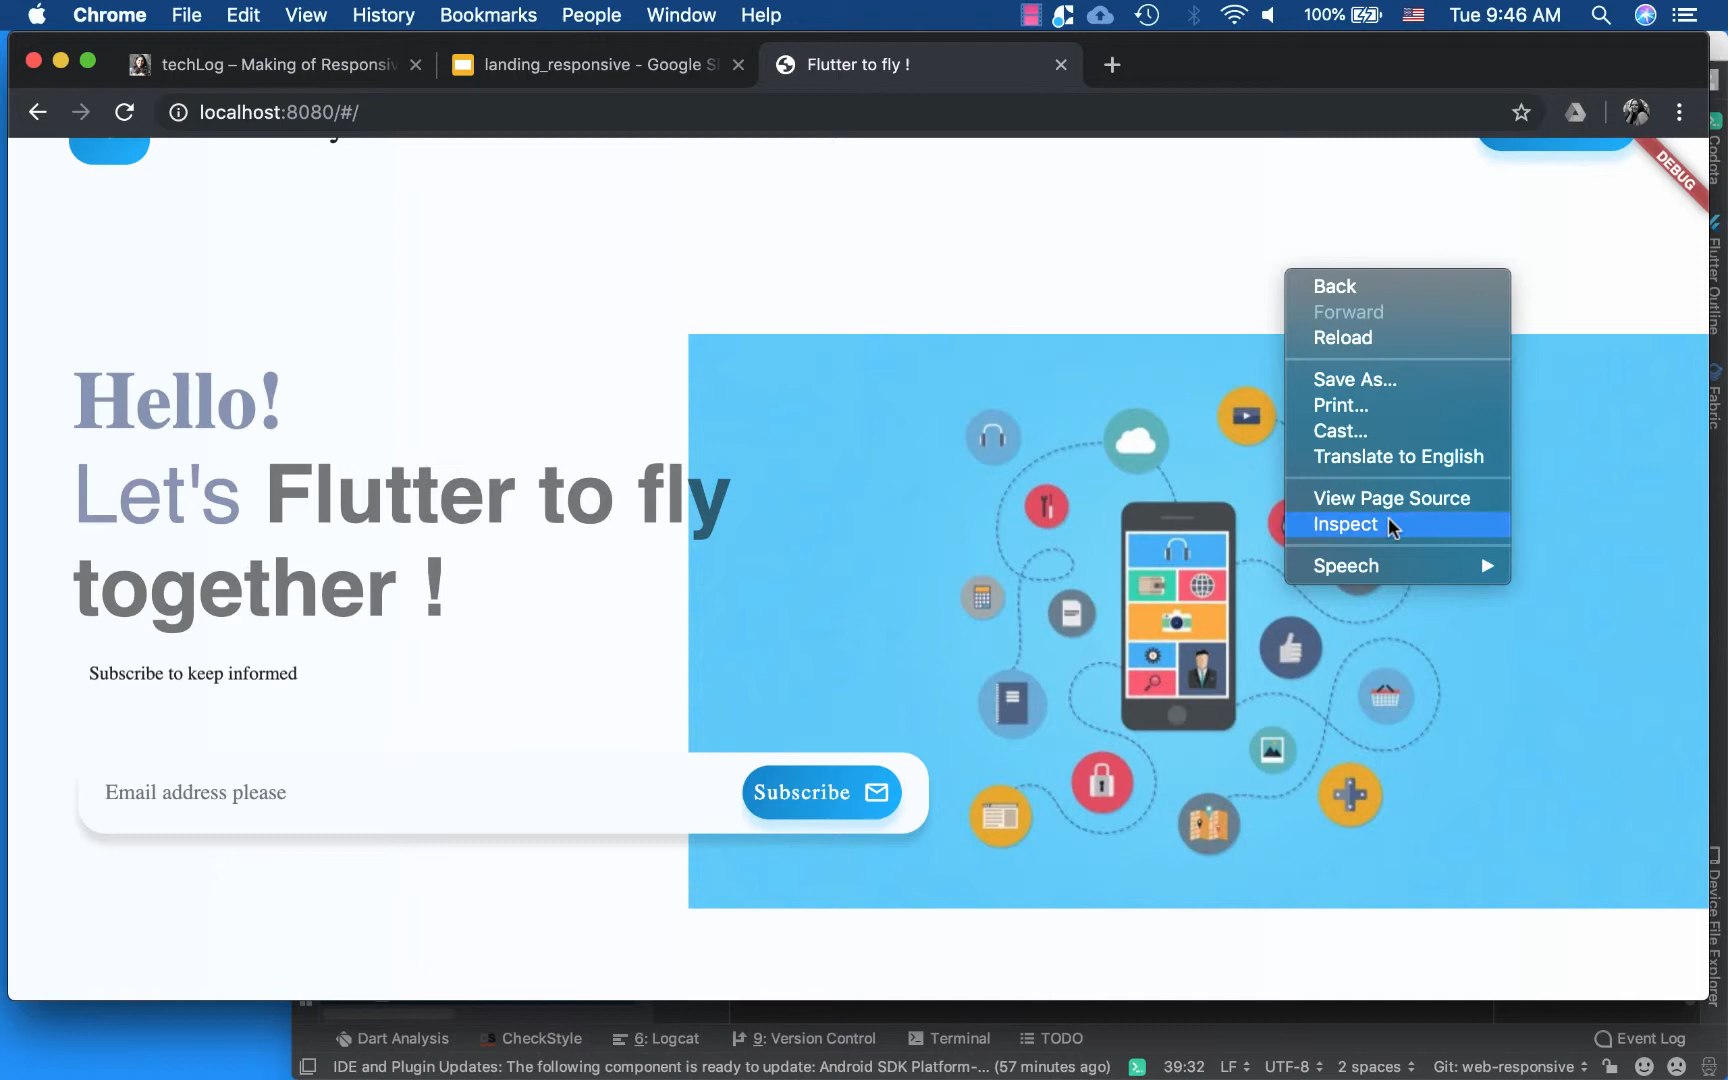 Chrome File Edit View History Bookmarks People Window Help 100% Tue 9:46 AM
techLog – Making of Responsiv
landing_responsive - Google Sl
Flutter to fly !
localhost:8080/#/
DEBUG
Back
Forward
Reload
Save As...
Print...
Cast...
Translate to English
View Page Source
Inspect
Speech
Hello!
Let's Flutter to fly
together !
Subscribe to keep informed
Email address please
Subscribe
Codota
Flutter Outline
Fabric
Device File Explorer
Dart Analysis CheckStyle 6: Logcat 9: Version Control Terminal TODO Event Log
IDE and Plugin Updates: The following component is ready to update: Android SDK Platform-... (57 minutes ago) 39:32 LF UTF-8 2 spaces Git: web-responsive